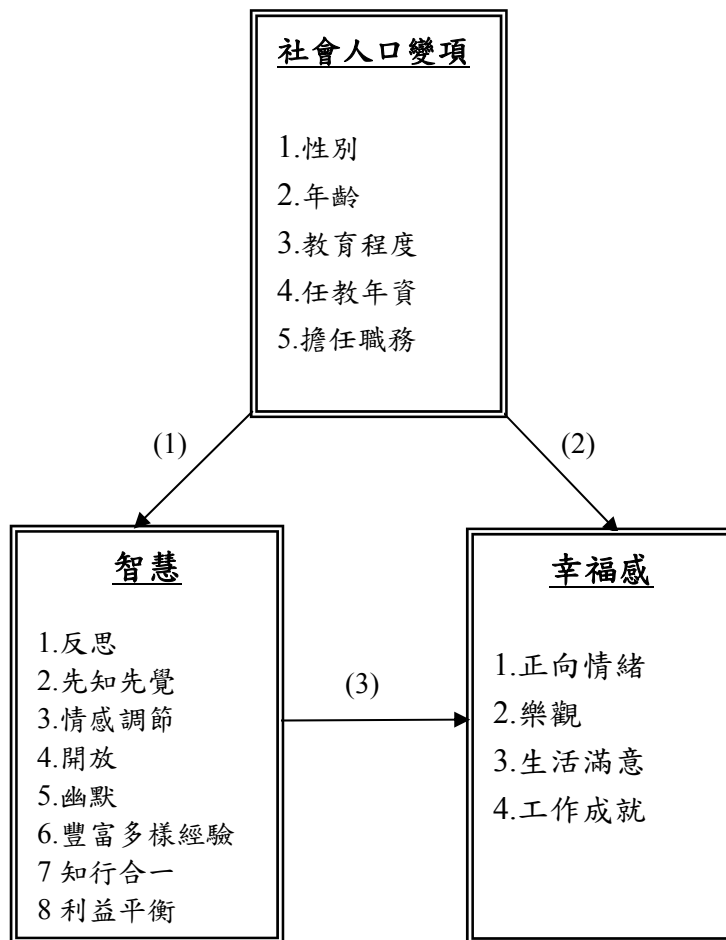 社會人口變項
1.性別
2.年齡
3.教育程度
4.任教年資
5.擔任職務
(1)
(2)
智慧
1.反思
2.先知先覺
3.情感調節
4.開放
5.幽默
6.豐富多樣經驗
7 知行合一
8 利益平衡
(3)
幸福感
1.正向情緒
2.樂觀
3.生活滿意
4.工作成就